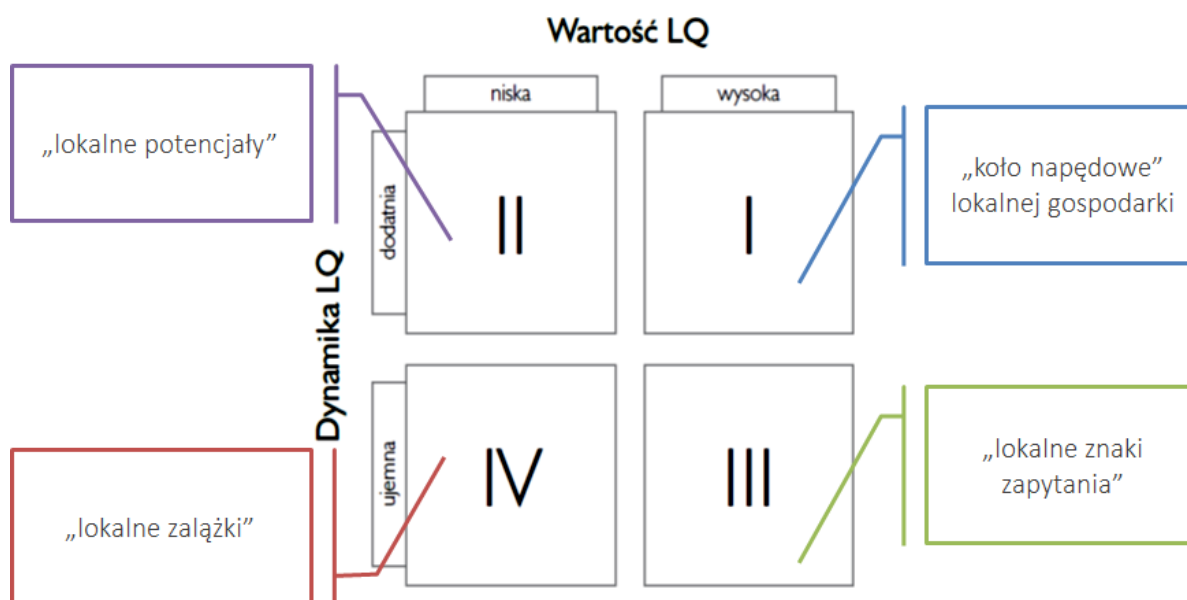 Wartość LQ
niska
wysoka
„lokalne potencjały”
dodatnia
II
I
„koło napędowe”
lokalnej gospodarki
Dynamika LQ
„lokalne zalążki”
ujemna
IV
III
„lokalne znaki
zapytania”